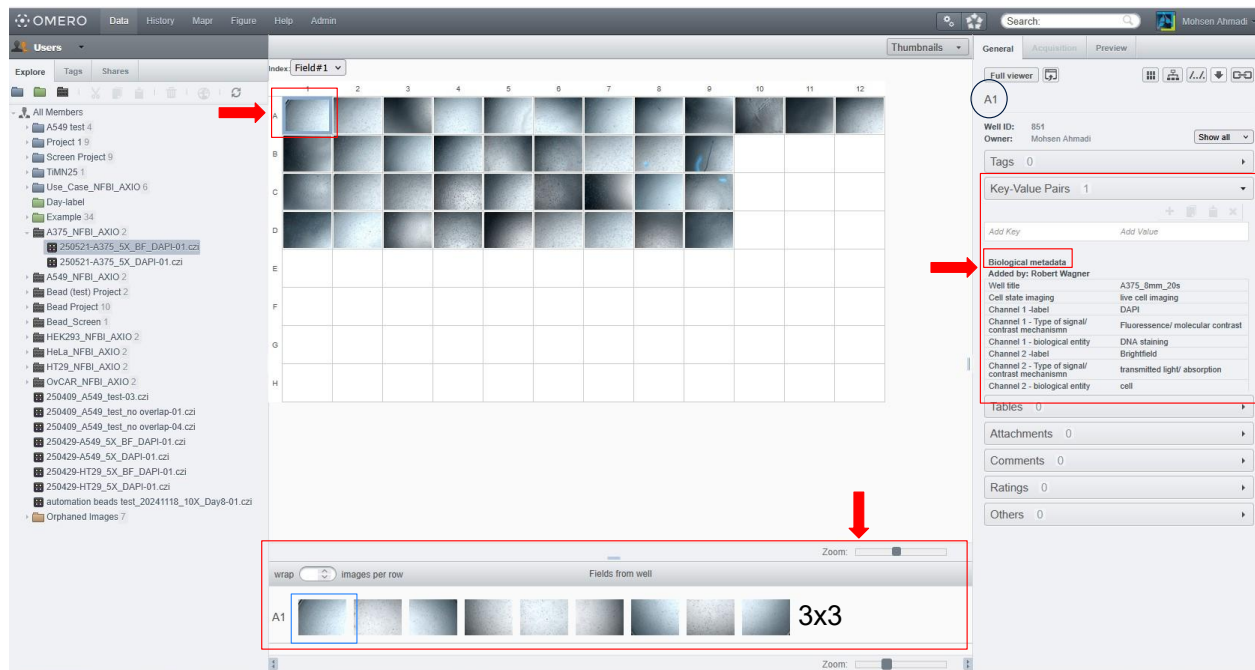 OMERO Data History Mapr Figure Help Admin Search: Mohsen Ahmadi
Users Thumbnails General Acquisition Preview
Explore Tags Shares Index: Field#1 Full viewer
1 2 3 4 5 6 7 8 9 10 11 12
All Members
A549 test 4
Project 1 9
Screen Project 9
TiMN25 1
Use_Case_NFBI_AXIO 6
Day-label
Example 34
A375_NFBI_AXIO 2
250521-A375_5X_BF_DAPI-01.czi
250521-A375_5X_DAPI-01.czi
A549_NFBI_AXIO 2
Bead (test) Project 2
Bead Project 10
Bead_Screen 1
HEK293_NFBI_AXIO 2
HeLa_NFBI_AXIO 2
HT29_NFBI_AXIO 2
OvCAR_NFBI_AXIO 2
250409_A549_test-03.czi
250409_A549_test_no overlap-01.czi
250409_A549_test_no overlap-04.czi
250429-A549_5X_BF_DAPI-01.czi
250429-A549_5X_DAPI-01.czi
250429-HT29_5X_BF_DAPI-01.czi
250429-HT29_5X_DAPI-01.czi
automation beads test_20241118_10X_Day8-01.czi
Orphaned Images 7
A
B
C
D
E
F
G
H
Zoom:
wrap images per row Fields from well
A1 3x3
Zoom:
A1
Well ID: 851
Owner: Mohsen Ahmadi Show all
Tags 0
Key-Value Pairs 1
Add Key Add Value
Biological metadata
Added by: Robert Wagner
Well title A375_8mm_20s
Cell state imaging live cell imaging
Channel 1 -label DAPI
Channel 1 - Type of signal/
contrast mechanismn Fluoressence/ molecular contrast
Channel 1 - biological entity DNA staining
Channel 2 -label Brightfield
Channel 2 - Type of signal/
contrast mechanismn transmitted light/ absorption
Channel 2 - biological entity cell
Tables 0
Attachments 0
Comments 0
Ratings 0
Others 0